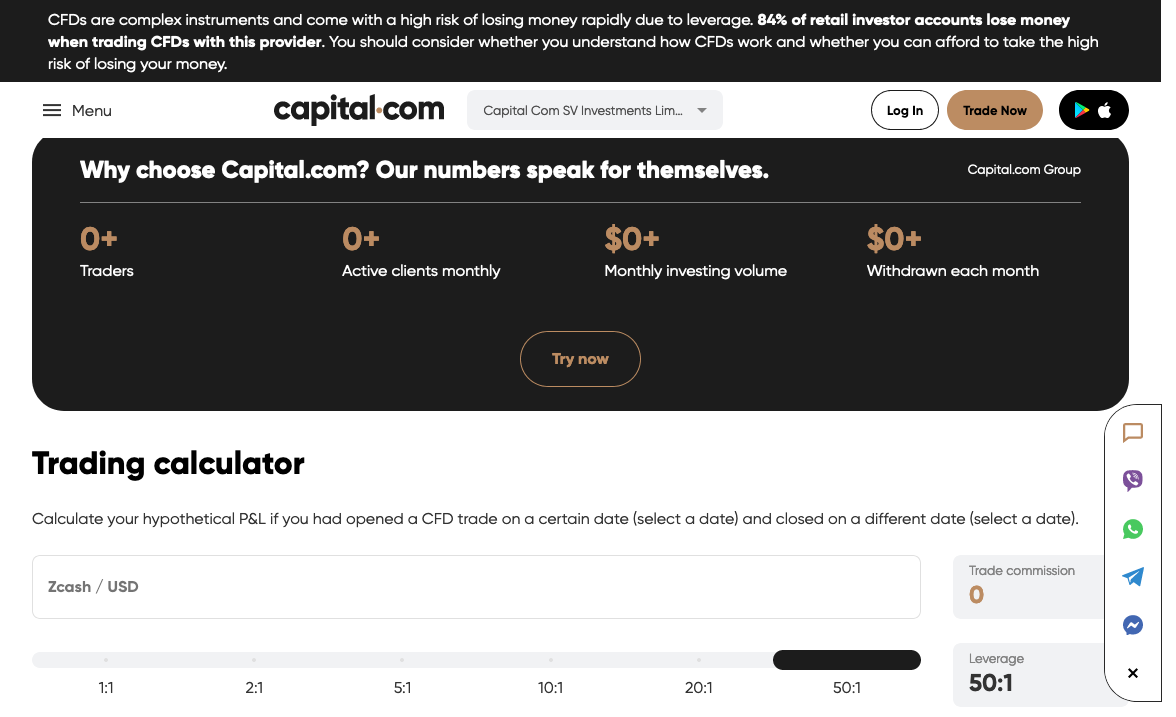 CFDs are complex instruments and come with a high risk of losing money rapidly due to leverage. 84% of retail investor accounts lose money
when trading CFDs with this provider. You should consider whether you understand how CFDs work and whether you can afford to take the high
risk of losing your money.
Menu
capital.com
Capital Com SV Investments Lim...
Log In
Trade Now
Why choose Capital.com? Our numbers speak for themselves.
Capital.com Group
0+
Traders
0+
Active clients monthly
$0+
Monthly investing volume
$0+
Withdrawn each month
Try now
Trading calculator
Calculate your hypothetical P&L if you had opened a CFD trade on a certain date (select a date) and closed on a different date (select a date).
Zcash / USD
Trade commission
0
1:1 2:1 5:1 10:1 20:1 50:1
Leverage
50:1